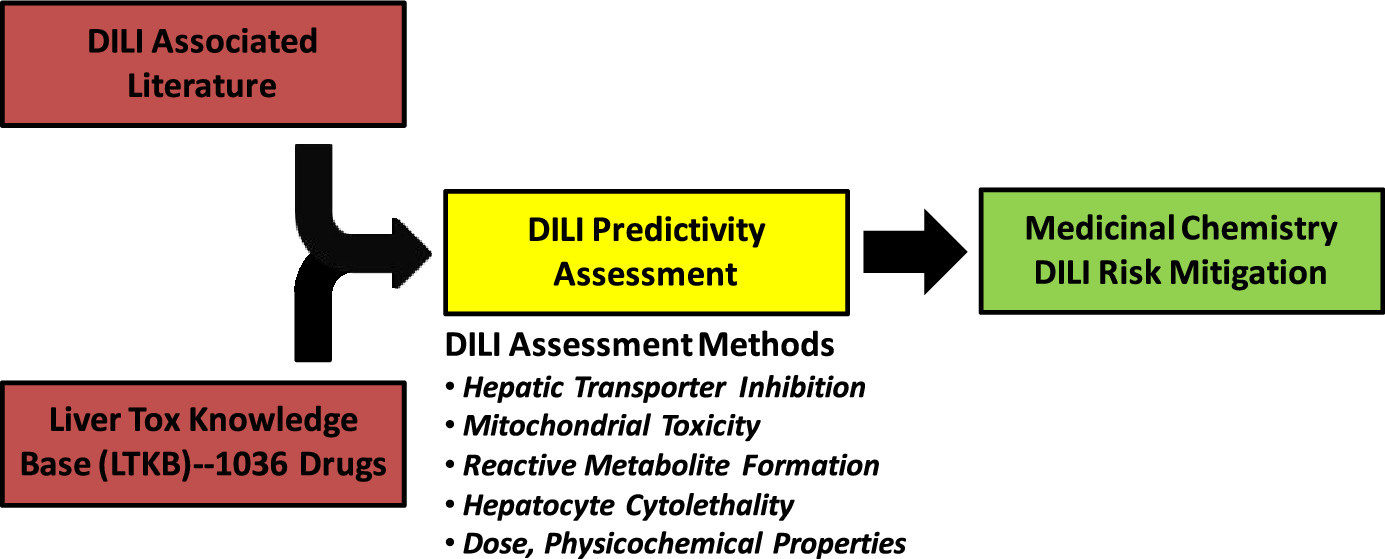 DILI Associated
Literature
DILI Predictivity
Assessment
Medicinal Chemistry
DILI Risk Mitigation
Liver Tox Knowledge
Base (LTKB)--1036 Drugs
DILI Assessment Methods
• Hepatic Transporter Inhibition
• Mitochondrial Toxicity
• Reactive Metabolite Formation
• Hepatocyte Cytolethality
• Dose, Physicochemical Properties